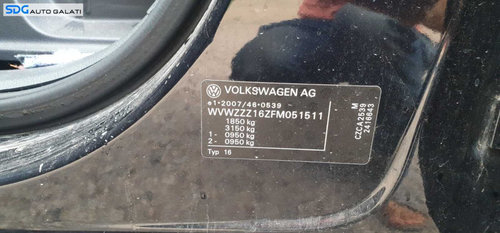 SDG AUTO GALATI
VOLKSWAGEN AG
e1*2007/46*0539
WVWZZZ16ZFM051511
1850 kg
3150 kg
1- 0950 kg
2- 0950 kg
Typ 16
M
CZCA2539
2416643